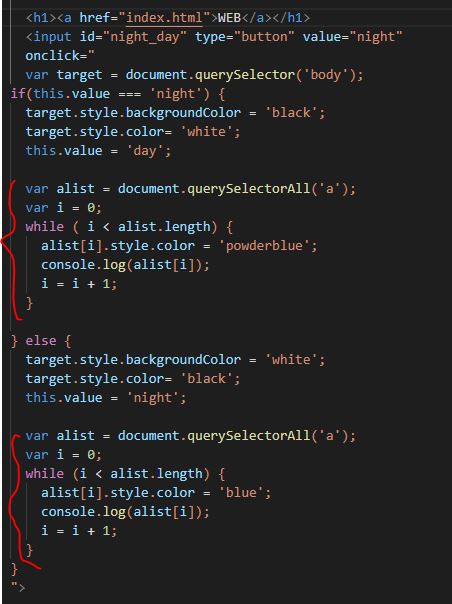 <h1><a href="index.html">WEB</a></h1>
<input id="night_day" type="button" value="night"
onclick="
var target = document.querySelector('body');
if(this.value === 'night') {
target.style.backgroundColor = 'black';
target.style.color= 'white';
this.value = 'day';
var alist = document.querySelectorAll('a');
var i = 0;
while ( i < alist.length) {
alist[i].style.color = 'powderblue';
console.log(alist[i]);
i = i + 1;
}
} else {
target.style.backgroundColor = 'white';
target.style.color= 'black';
this.value = 'night';
var alist = document.querySelectorAll('a');
var i = 0;
while (i < alist.length) {
alist[i].style.color = 'blue';
console.log(alist[i]);
i = i + 1;
}
}
">